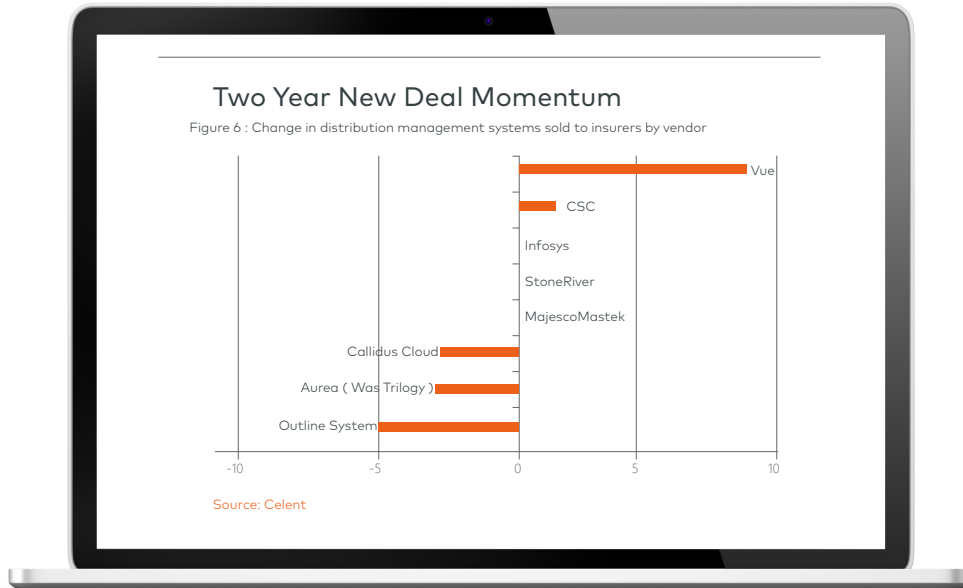 Two Year New Deal Momentum
Figure 6 : Change in distribution management systems sold to insurers by vendor
Vue
CSC
Infosys
StoneRiver
MajescoMastek
Callidus Cloud
Aurea ( Was Trilogy )
Outline System
-10 -5 0 5 10
Source: Celent